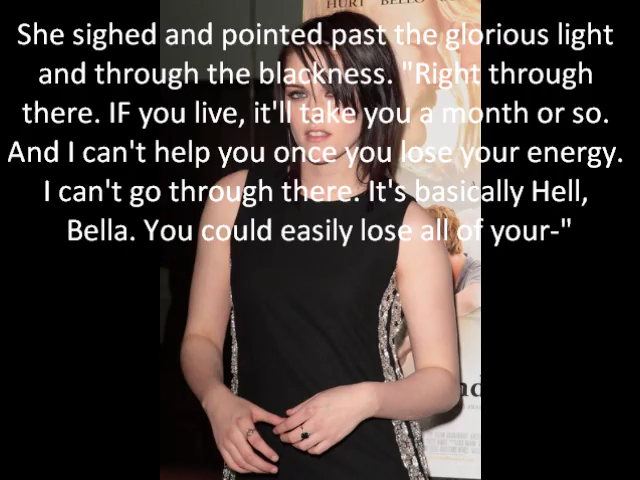 HURT BELLO
She sighed and pointed past the glorious light
and through the blackness. "Right through
there. IF you live, it'll take you a month or so.
And I can't help you once you lose your energy.
I can't go through there. It's basically Hell,
Bella. You could easily lose all of your-"